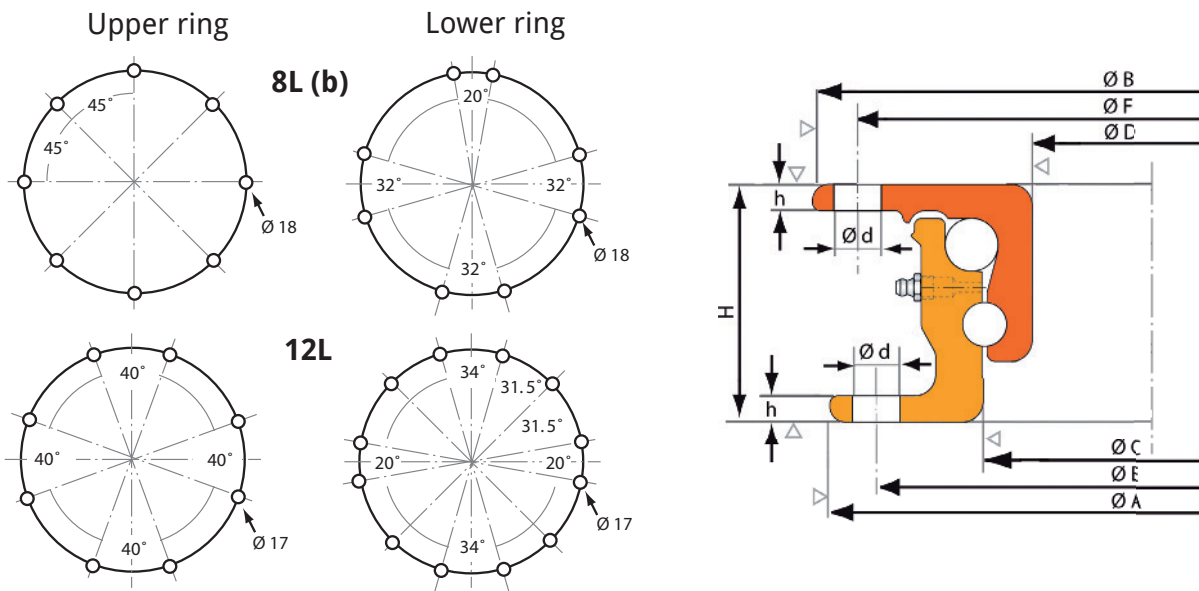 Upper ring
Lower ring
8L (b)
45˚
45˚
Ø 18
20˚
32˚
32˚
32˚
Ø 18
12L
40˚
40˚
40˚
40˚
Ø 17
34˚
31.5˚
31.5˚
20˚
20˚
34˚
Ø 17
Ø B
Ø F
Ø D
h
Ø d
H
Ø d
h
Ø C
Ø E
Ø A